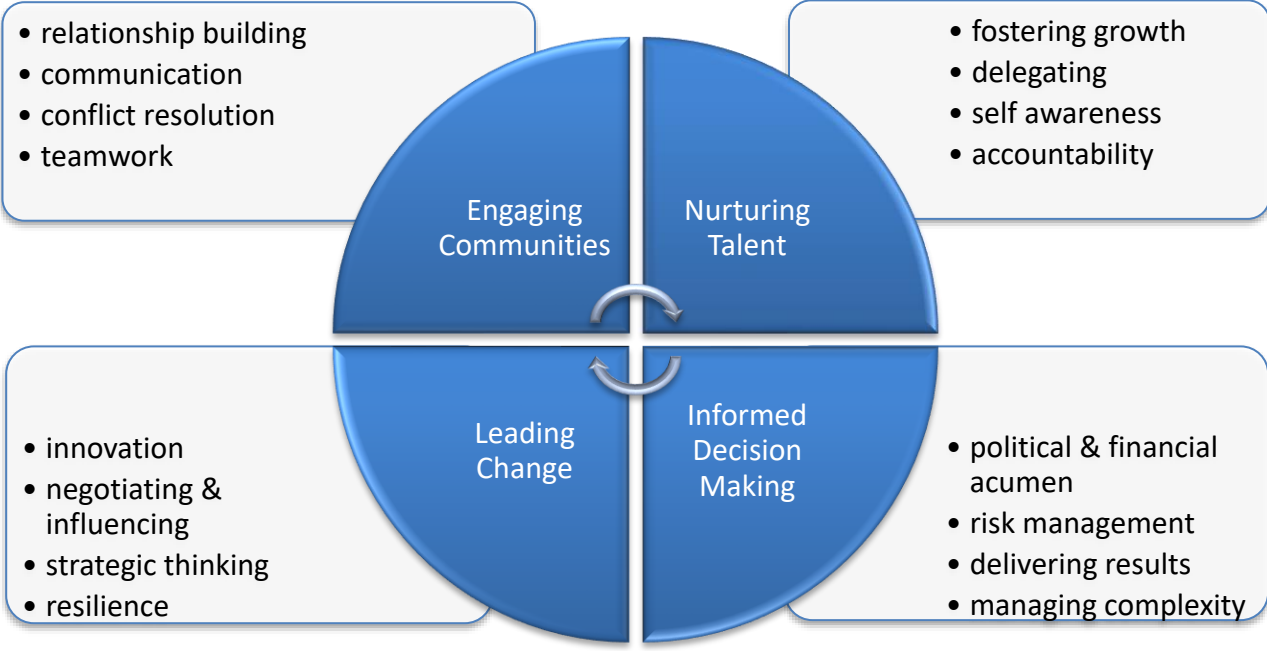 • relationship building
• communication
• conflict resolution
• teamwork
• fostering growth
• delegating
• self awareness
• accountability
Engaging
Communities
Nurturing
Talent
Leading
Change
Informed
Decision
Making
• innovation
• negotiating &
influencing
• strategic thinking
• resilience
• political & financial
acumen
• risk management
• delivering results
• managing complexity